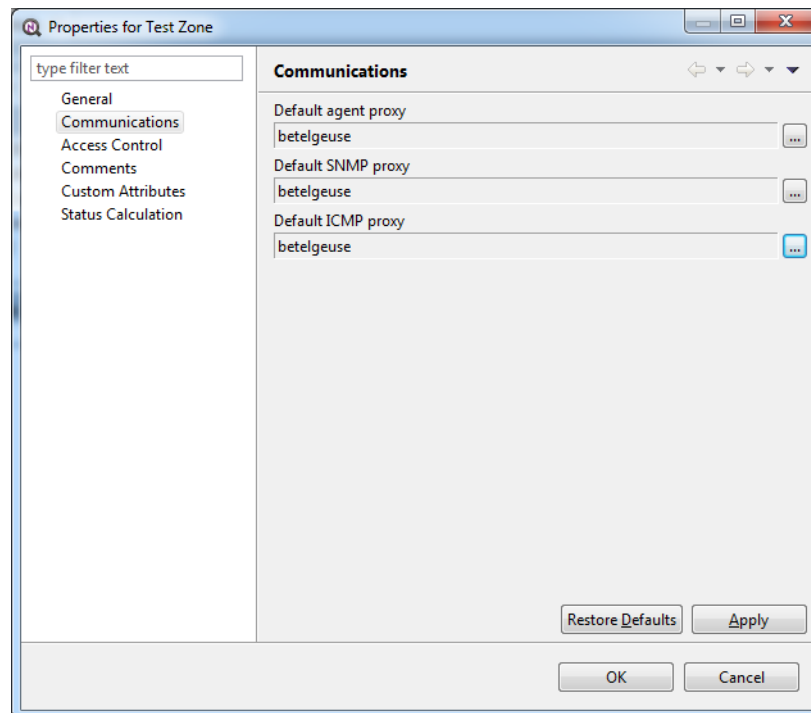 Properties for Test Zone
type filter text
General
Communications
Access Control
Comments
Custom Attributes
Status Calculation
Communications
Default agent proxy
betelgeuse
...
Default SNMP proxy
betelgeuse
...
Default ICMP proxy
betelgeuse
...
Restore Defaults
Apply
OK
Cancel